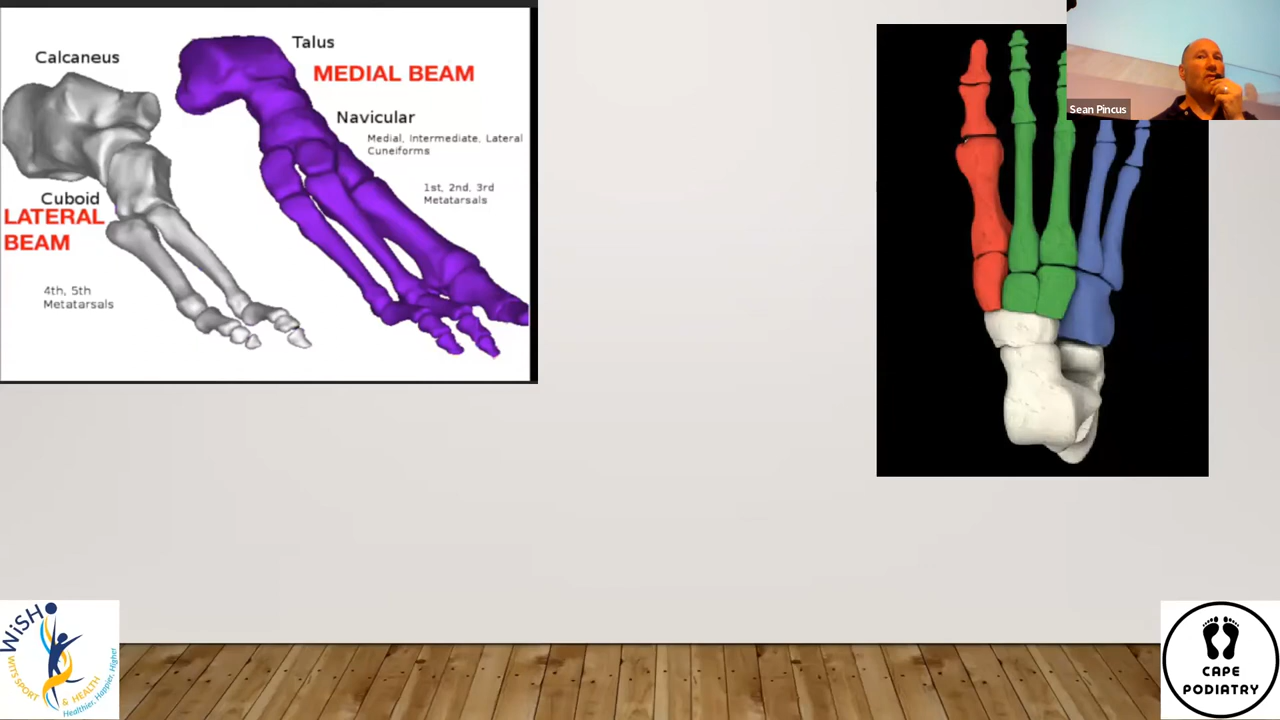 Calcaneus
Talus
MEDIAL BEAM
Navicular
Medial, Intermediate, Lateral
Cuneiforms
1st, 2nd, 3rd
Metatarsals
Cuboid
LATERAL
BEAM
4th, 5th
Metatarsals
Sean Pincus
WiSH
WITS SPORT & HEALTH
Healthier, Happier, Higher
CAPE
PODIATRY